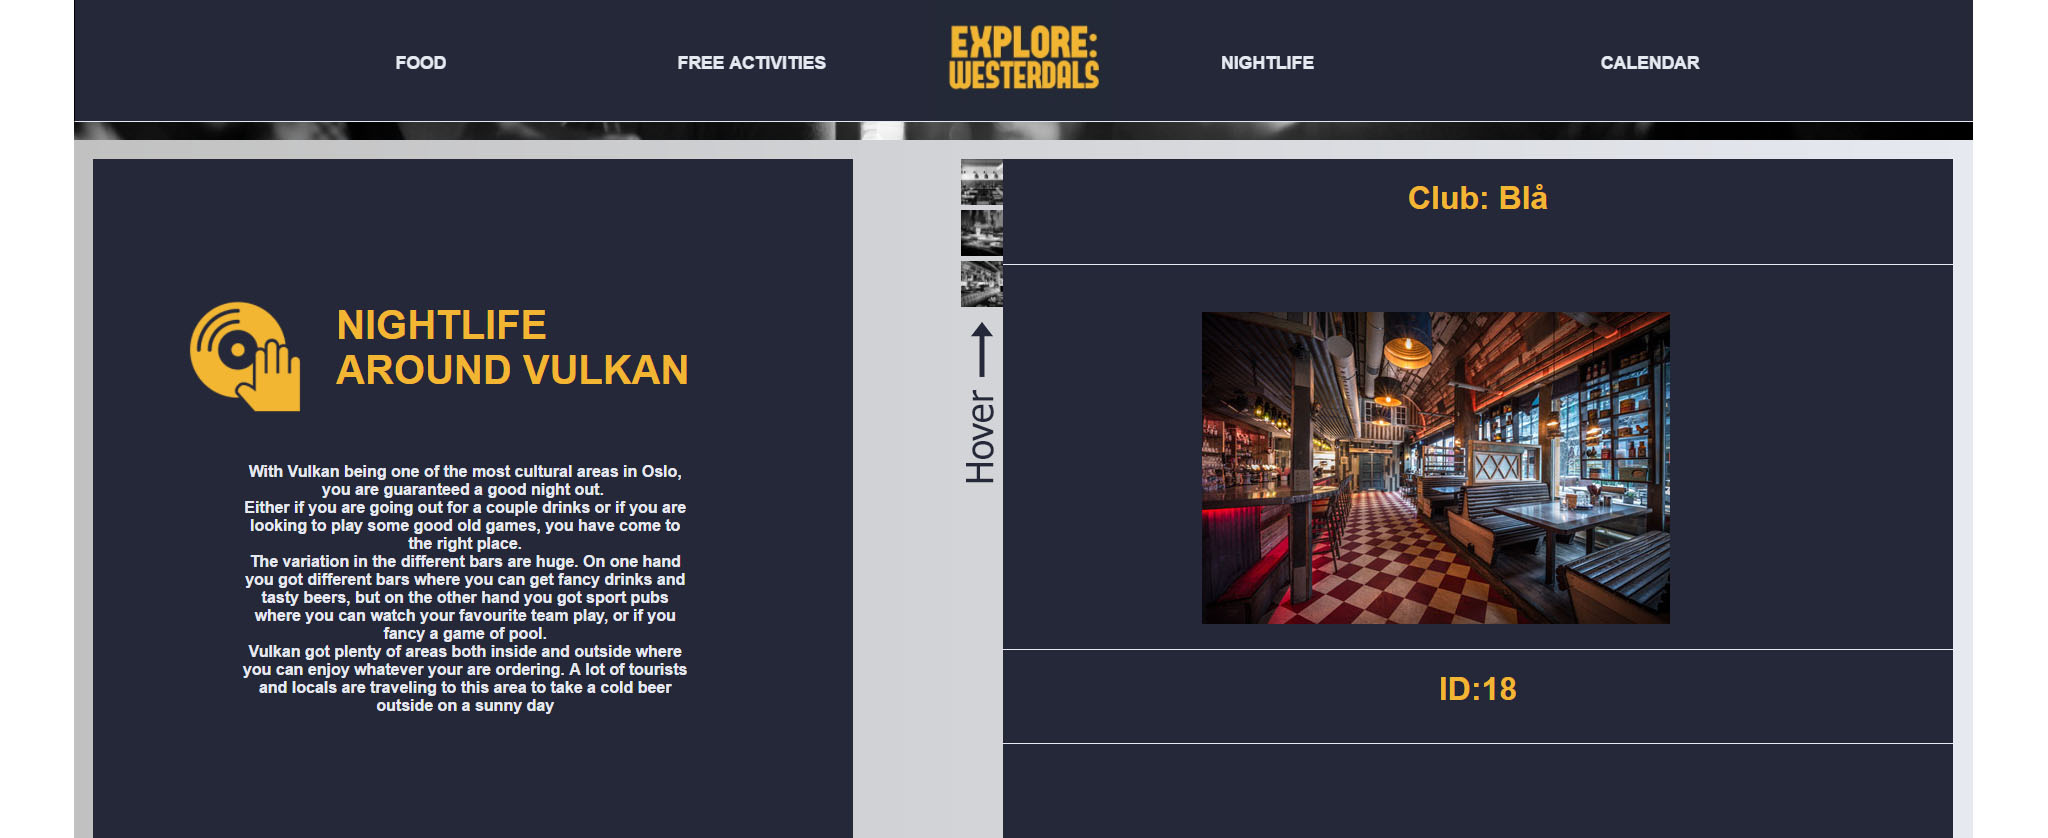 FOOD
FREE ACTIVITIES
EXPLORE:
WESTERDALS
NIGHTLIFE
CALENDAR
NIGHTLIFE
AROUND VULKAN
With Vulkan being one of the most cultural areas in Oslo,
you are guaranteed a good night out.
Either if you are going out for a couple drinks or if you are
looking to play some good old games, you have come to
the right place.
The variation in the different bars are huge. On one hand
you got different bars where you can get fancy drinks and
tasty beers, but on the other hand you got sport pubs
where you can watch your favourite team play, or if you
fancy a game of pool.
Vulkan got plenty of areas both inside and outside where
you can enjoy whatever your are ordering. A lot of tourists
and locals are traveling to this area to take a cold beer
outside on a sunny day
Hover
Club: Blå
ID:18